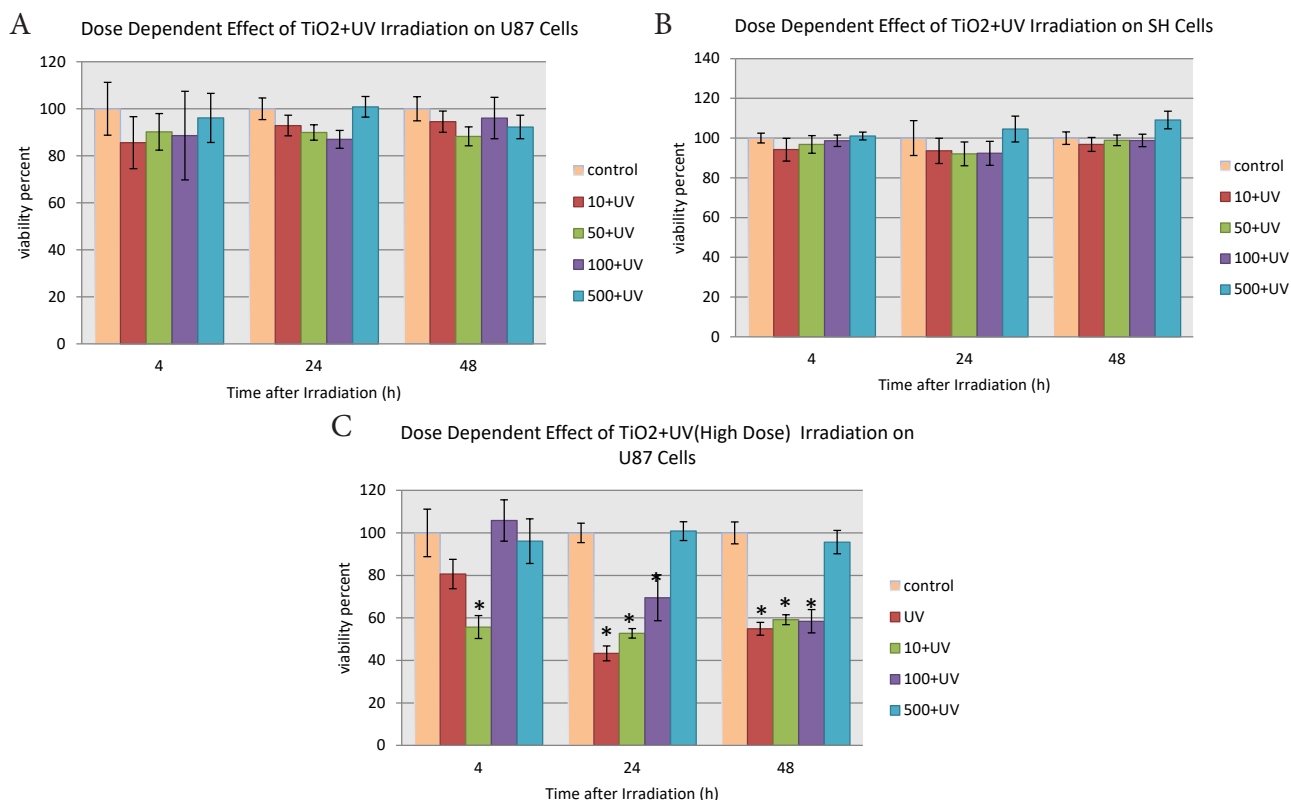 A
Dose Dependent Effect of TiO2+UV Irradiation on U87 Cells
120
100
80
60
40
20
0
viability percent
4
24
48
Time after Irradiation (h)
control
10+UV
50+UV
100+UV
500+UV
B
Dose Dependent Effect of TiO2+UV Irradiation on SH Cells
140
120
100
80
60
40
20
0
viability percent
4
24
48
Time after Irradiation (h)
control
10+UV
50+UV
100+UV
500+UV
C
Dose Dependent Effect of TiO2+UV(High Dose) Irradiation on
U87 Cells
120
100
80
60
40
20
0
viability percent
*
* * *
* * *
4
24
48
Time after Irradiation (h)
control
UV
10+UV
100+UV
500+UV